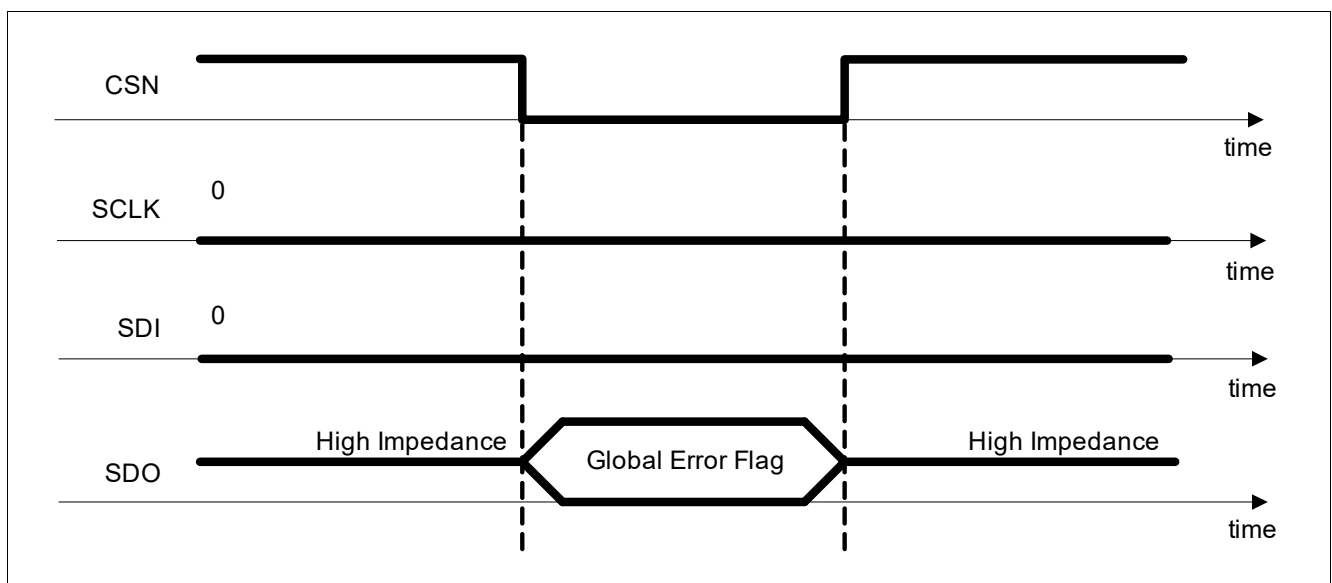 CSN
time
0
SCLK
time
0
SDI
time
High Impedance
Global Error Flag
High Impedance
SDO
time